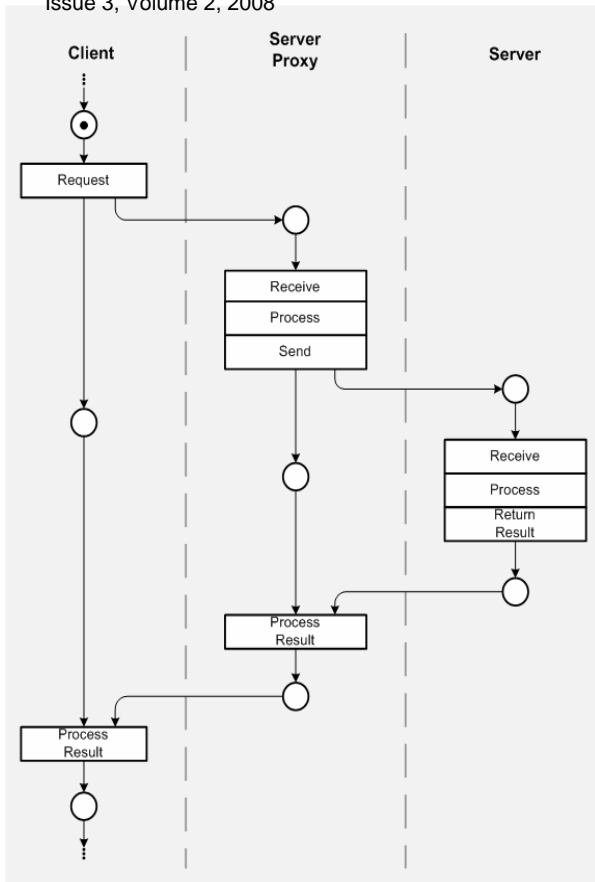 Issue 3, Volume 2, 2008
Client
Server
Proxy
Server
Request
Receive
Process
Send
Receive
Process
Return
Result
Process
Result
Process
Result